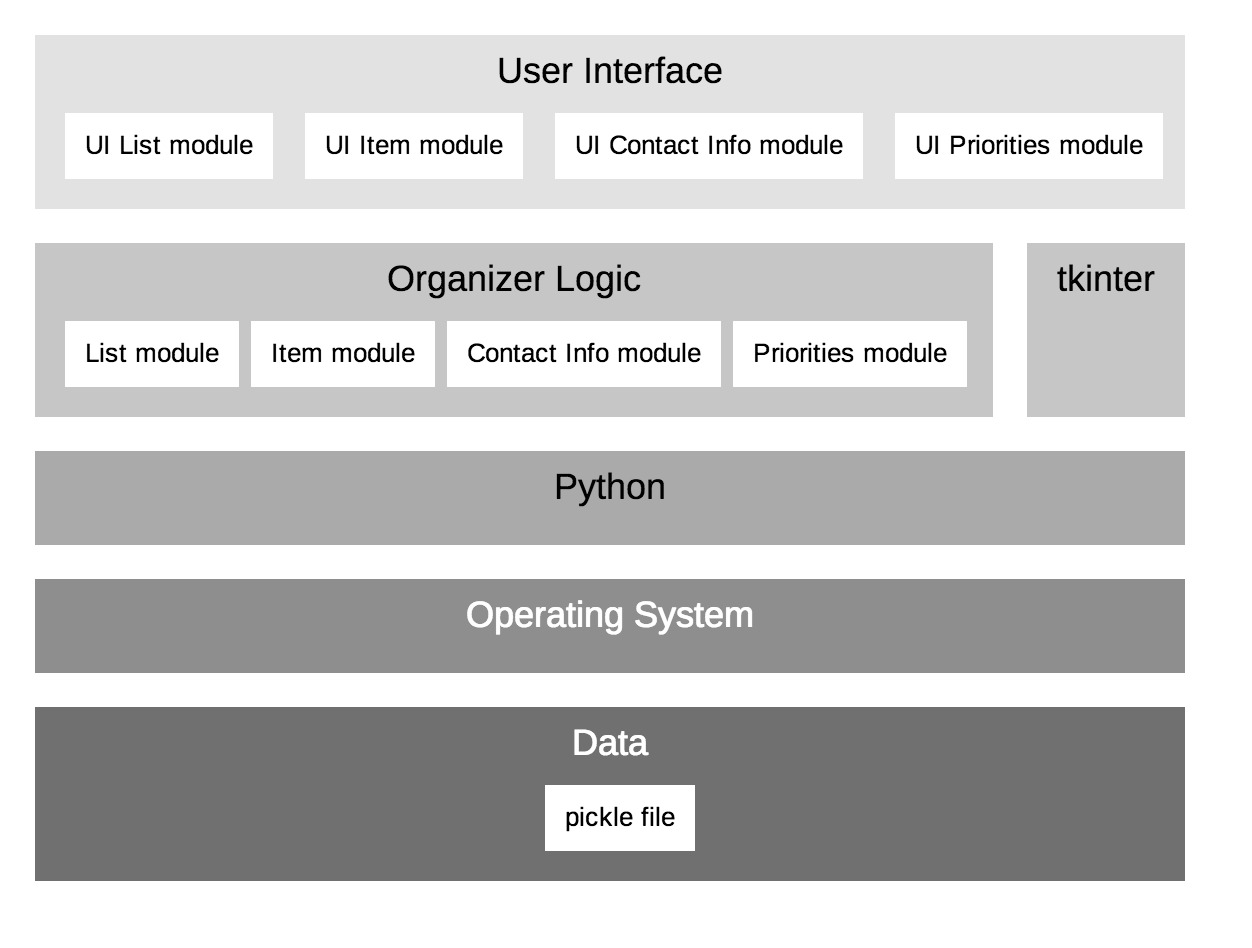 User Interface
UI List module
UI Item module
UI Contact Info module
UI Priorities module
Organizer Logic
List module
Item module
Contact Info module
Priorities module
tkinter
Python
Operating System
Data
pickle file